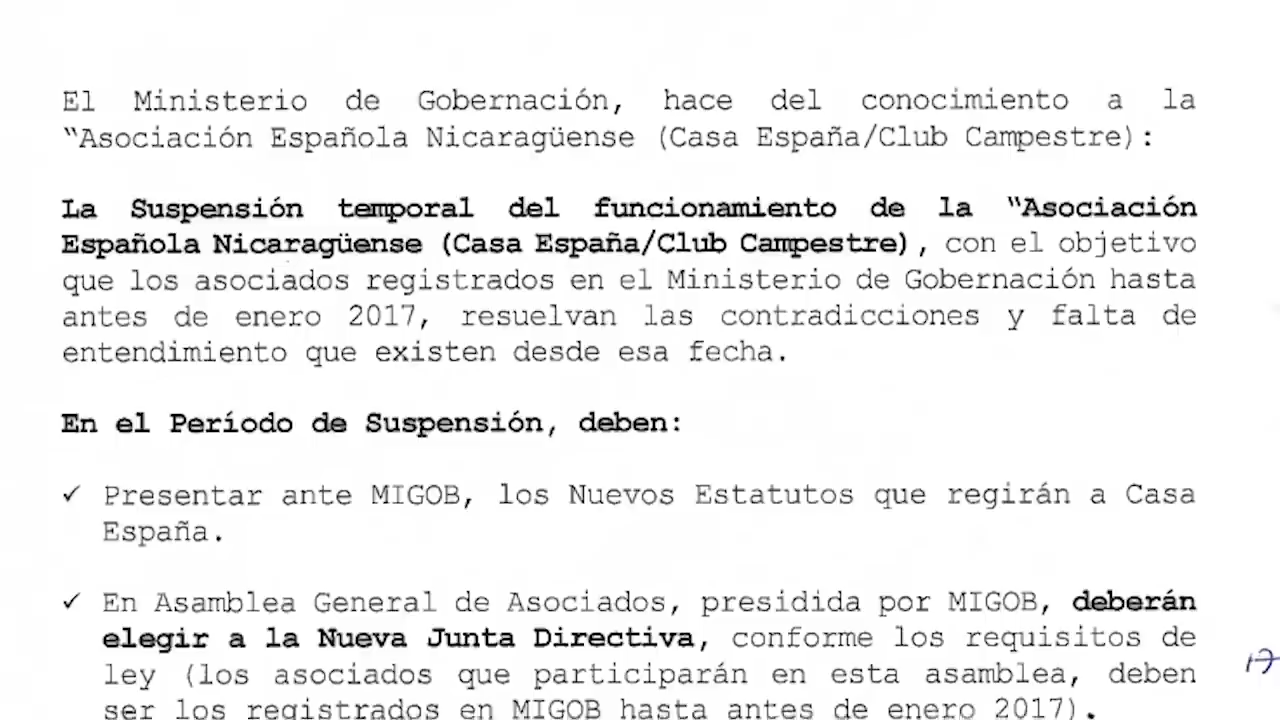 El Ministerio de Gobernación, hace del conocimiento a la
"Asociación Española Nicaragüense (Casa España/Club Campestre):
La Suspensión temporal del funcionamiento de la "Asociación
Española Nicaragüense (Casa España/Club Campestre), con el objetivo
que los asociados registrados en el Ministerio de Gobernación hasta
antes de enero 2017, resuelvan las contradicciones y falta de
entendimiento que existen desde esa fecha.
En el Período de Suspensión, deben:
✓ Presentar ante MIGOB, los Nuevos Estatutos que regirán a Casa
España.
✓ En Asamblea General de Asociados, presidida por MIGOB, deberán
elegir a la Nueva Junta Directiva, conforme los requisitos de
ley (los asociados que participarán en esta asamblea, deben
ser los registrados en MIGOB hasta antes de enero 2017).